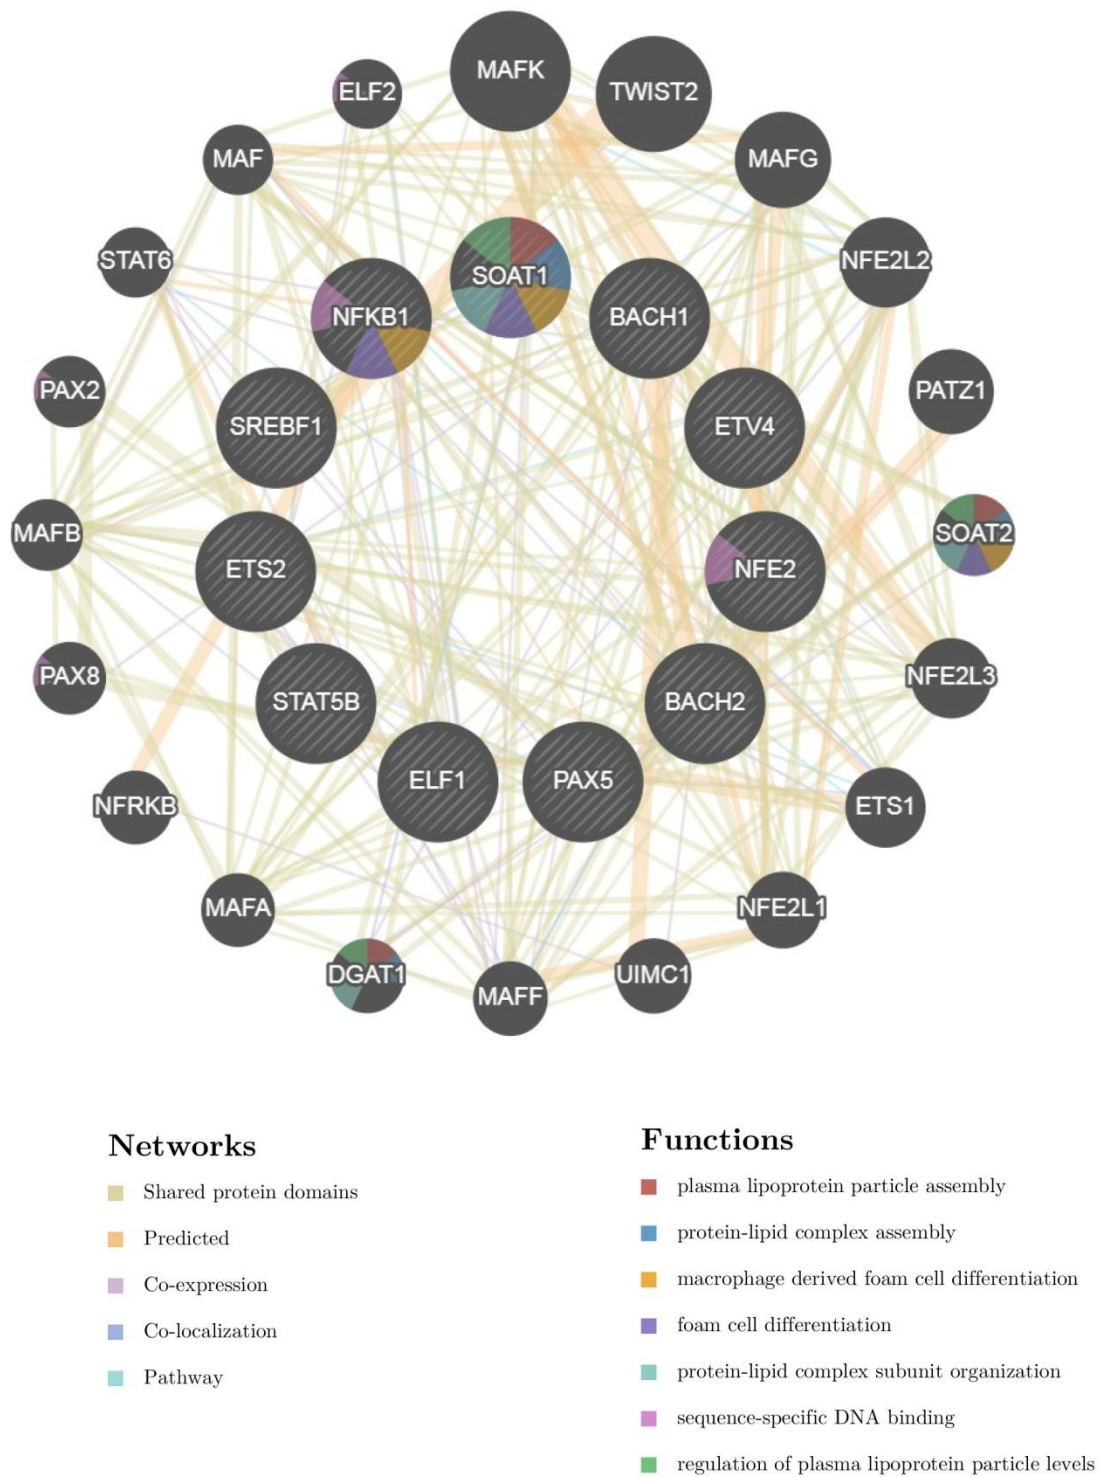 MAFK
TWIST2
ELF2
MAF
MAFG
STAT6
NFE2L2
SOAT1
NFKB1
BACH1
PAX2
PATZ1
SREBF1
ETV4
MAFB
SOAT2
ETS2
NFE2
PAX8
NFE2L3
STAT5B
BACH2
ELF1
PAX5
NFRKB
ETS1
MAFA
NFE2L1
DGAT1
UIMC1
MAFF
Networks
Shared protein domains
Predicted
Co-expression
Co-localization
Pathway
Functions
plasma lipoprotein particle assembly
protein-lipid complex assembly
macrophage derived foam cell differentiation
foam cell differentiation
protein-lipid complex subunit organization
sequence-specific DNA binding
regulation of plasma lipoprotein particle levels